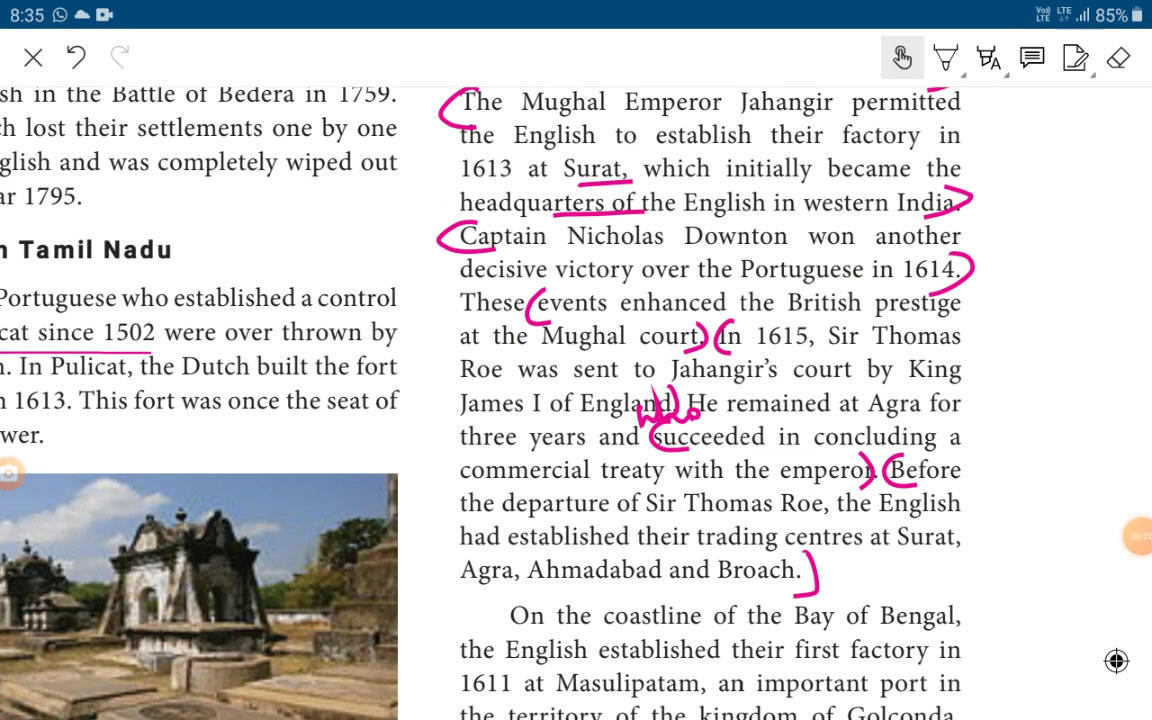 8:35
Vo) LTE
LTE
85%
sh in the Battle of Bedera in 1759.
ch lost their settlements one by one
glish and was completely wiped out
ar 1795.
n Tamil Nadu
Portuguese who established a control
cat since 1502 were over thrown by
n. In Pulicat, the Dutch built the fort
n 1613. This fort was once the seat of
wer.
The Mughal Emperor Jahangir permitted
the English to establish their factory in
1613 at Surat, which initially became the
headquarters of the English in western India.
Captain Nicholas Downton won another
decisive victory over the Portuguese in 1614.
These events enhanced the British prestige
at the Mughal court. In 1615, Sir Thomas
Roe was sent to Jahangir's court by King
James I of England. He remained at Agra for
who
three years and succeeded in concluding a
commercial treaty with the emperor. Before
the departure of Sir Thomas Roe, the English
had established their trading centres at Surat,
Agra, Ahmadabad and Broach.
On the coastline of the Bay of Bengal,
the English established their first factory in
1611 at Masulipatam, an important port in
the territory of the kingdom of Golconda.